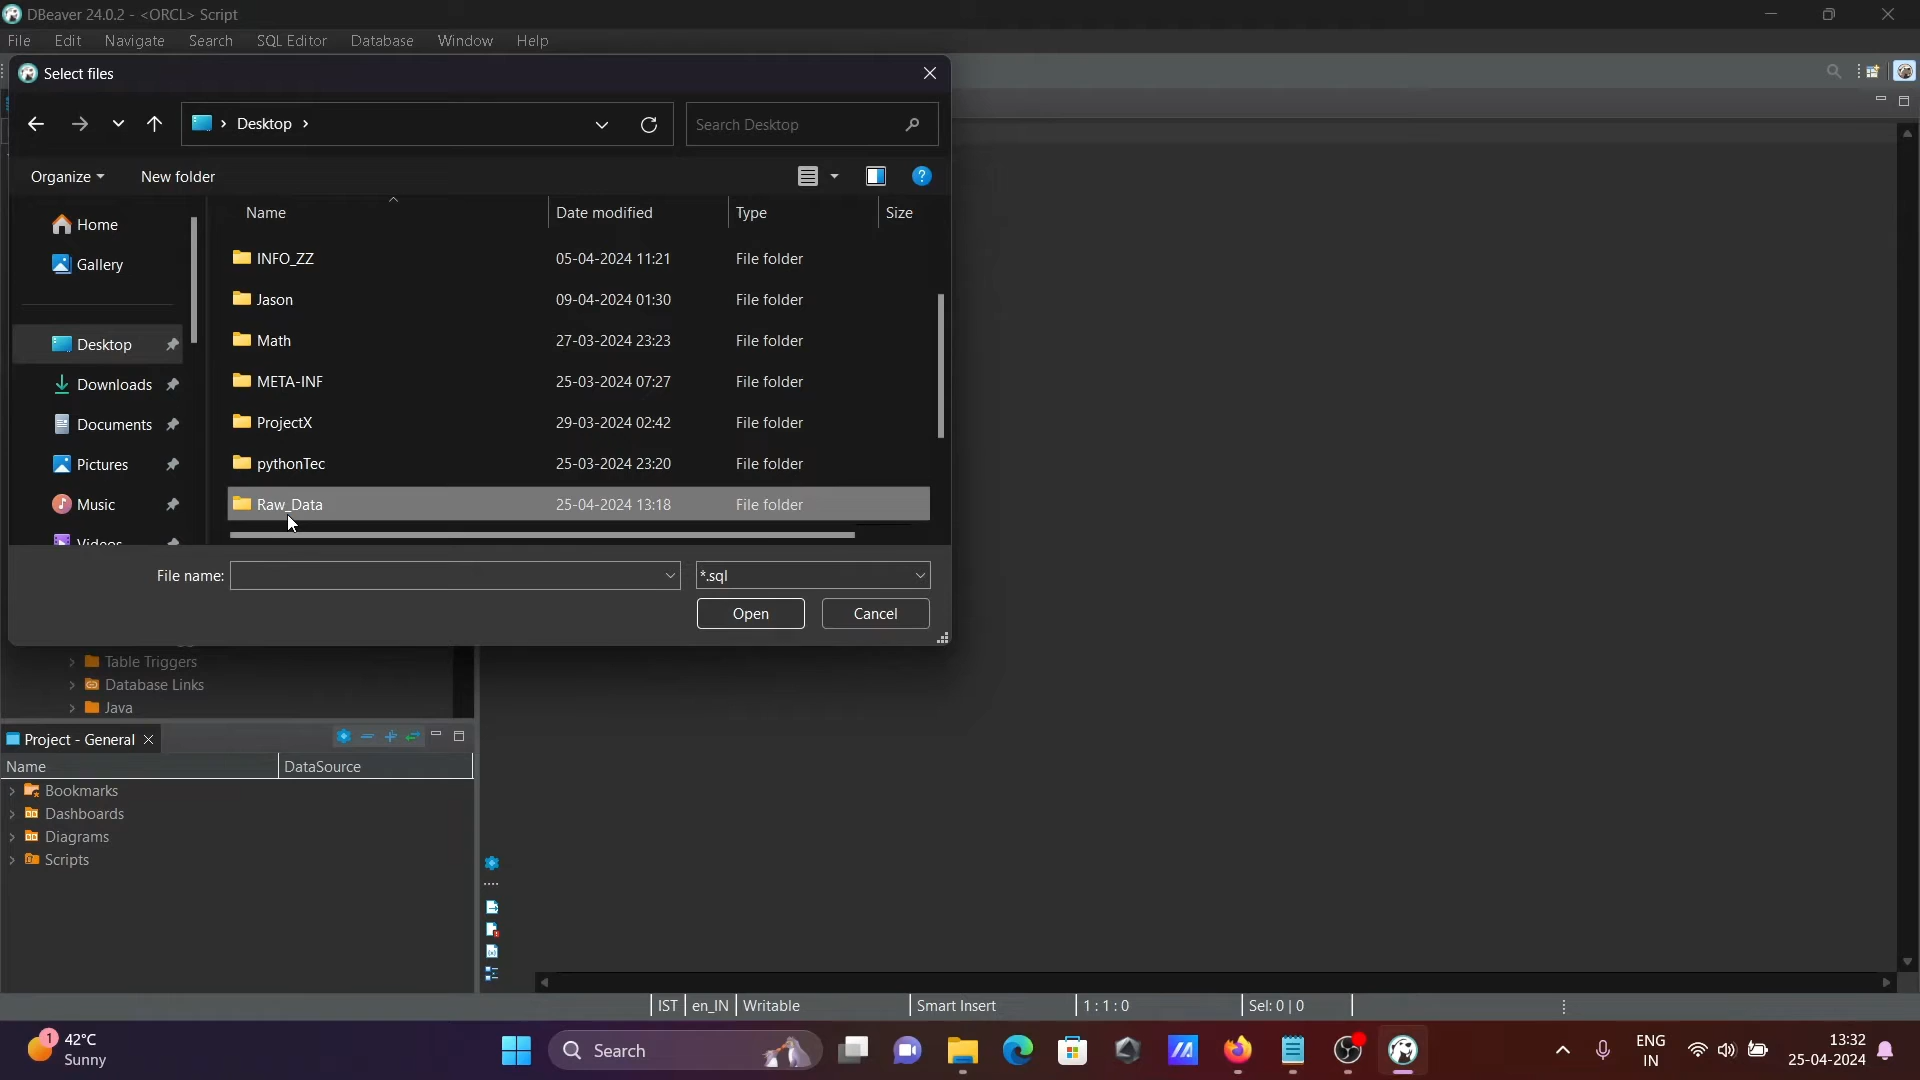 DBeaver 24.0.2 - <ORCL> Script
File Edit Navigate Search SQL Editor Database Window Help
Select files
Desktop
Search Desktop
Organize New folder
Name Date modified Type Size
Home
Gallery
Desktop
Downloads
Documents
Pictures
Music
Videos
INFO_ZZ 05-04-2024 11:21 File folder
Jason 09-04-2024 01:30 File folder
Math 27-03-2024 23:23 File folder
META-INF 25-03-2024 07:27 File folder
ProjectX 29-03-2024 02:42 File folder
pythonTec 25-03-2024 23:20 File folder
Raw_Data 25-04-2024 13:18 File folder
File name: *.sql
Open Cancel
Table Triggers
Database Links
Java
Project - General
Name DataSource
Bookmarks
Dashboards
Diagrams
Scripts
IST en_IN Writable Smart Insert 1 : 1 : 0 Sel: 0 | 0
1 42°C
Sunny
Search
ENG
IN
13:32
25-04-2024